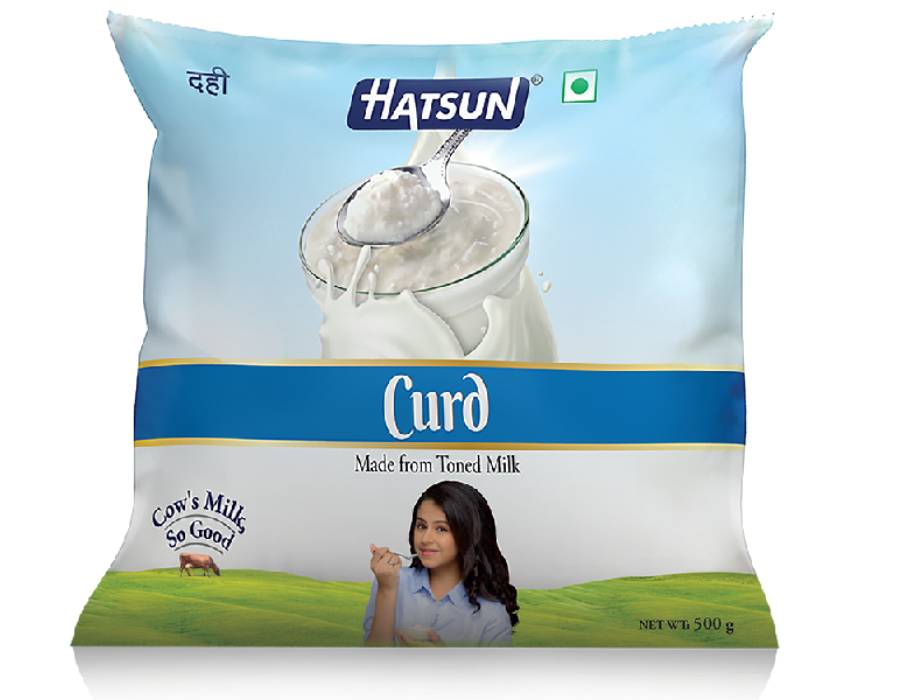 दही
HATSUN®
Curd
Made from Toned Milk
Cow's Milk,
So Good
NET WT: 500 g